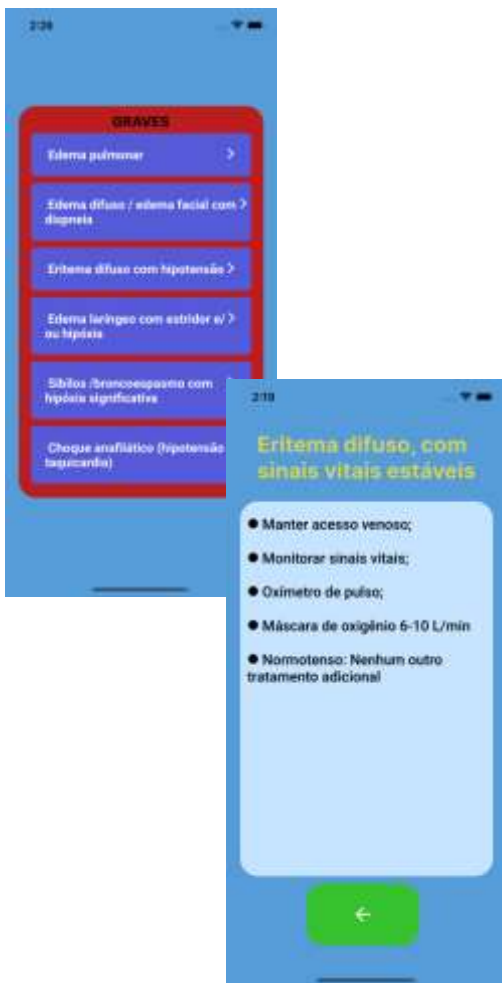 2:20
GRAVES
Edema pulmonar
Edema difuso / edema facial com
dispneia
Eritema difuso com hipotensão
Edema laríngeo com estridor e/
ou hipóxia
Sibilos /broncoespasmo com
hipóxia significativa
Choque anafilático (hipotensão
taquicardia)
2:19
Eritema difuso, com
sinais vitais estáveis
● Manter acesso venoso;
● Monitorar sinais vitais;
● Oxímetro de pulso;
● Máscara de oxigênio 6-10 L/min
● Normotenso: Nenhum outro
tratamento adicional